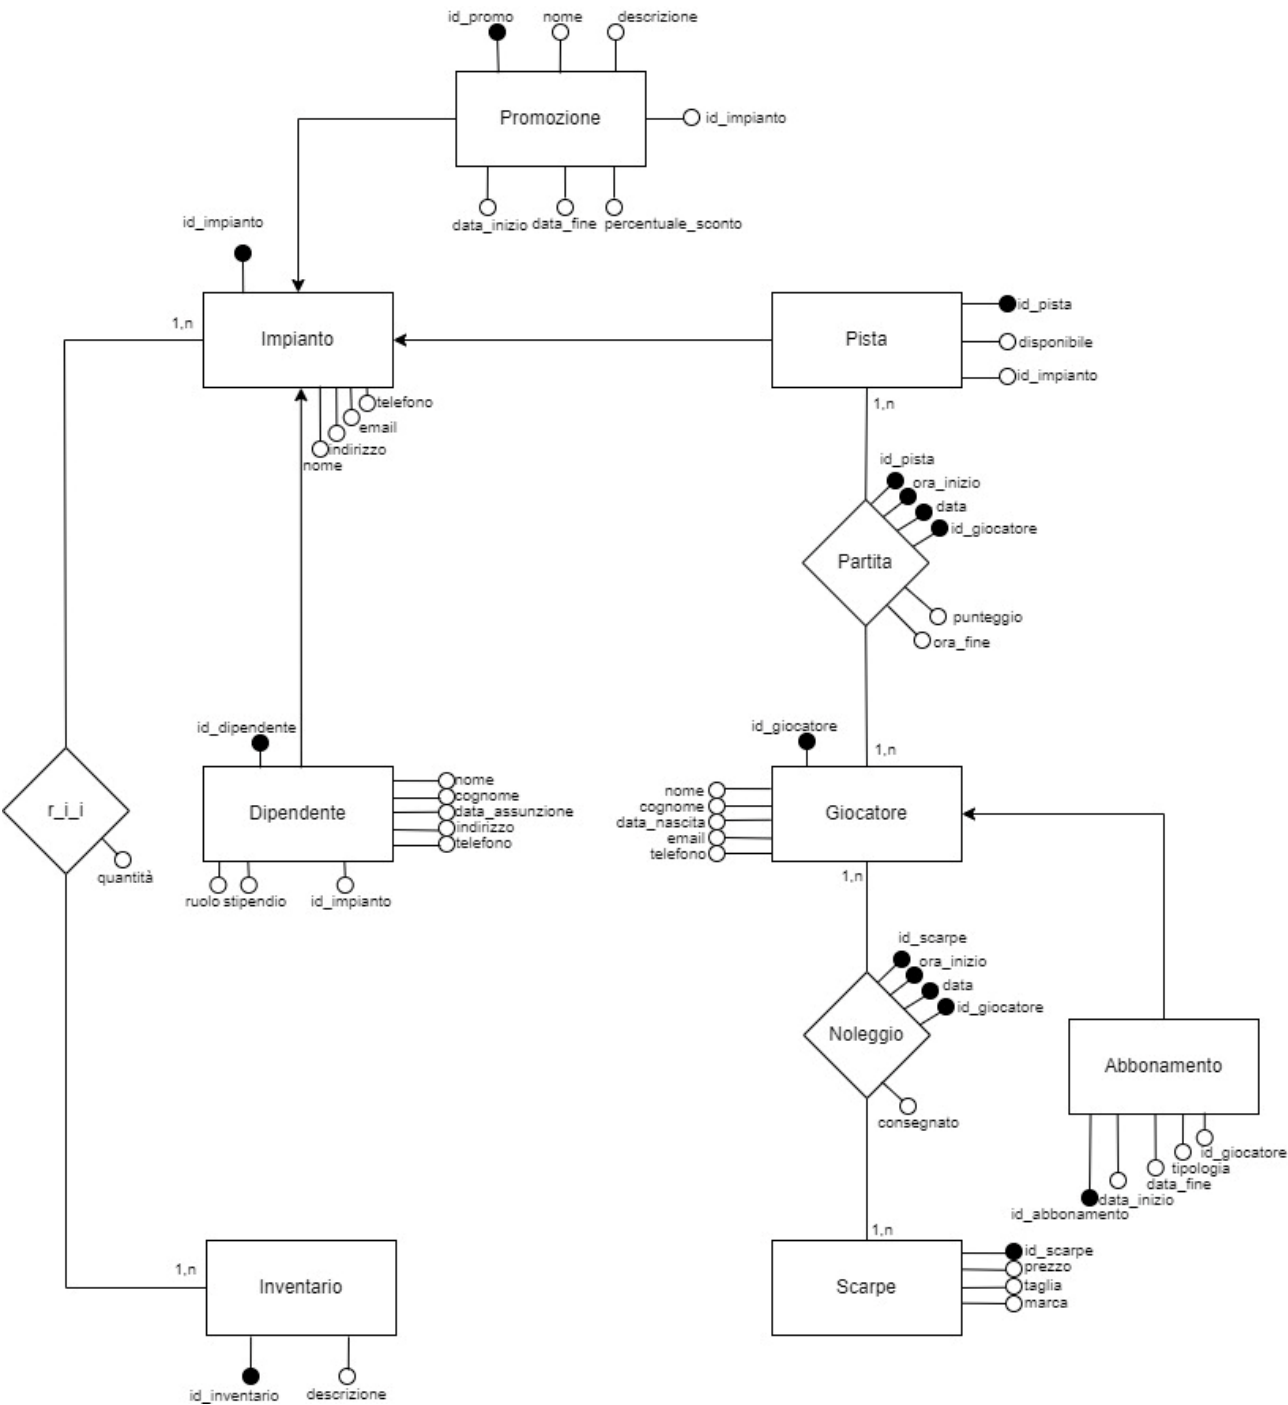 id_promo nome descrizione
Promozione
id_impianto
data_inizio data_fine percentuale_sconto
id_impianto
1,n
Impianto
telefono
email
indirizzo
nome
Pista
id_pista
disponibile
id_impianto
1,n
id_pista
ora_inizio
data
id_giocatore
Partita
punteggio
ora_fine
1,n
id_dipendente
Dipendente
nome
cognome
data_assunzione
indirizzo
telefono
ruolo stipendio id_impianto
r_i_i
quantità
id_giocatore
nome
cognome
data_nascita
email
telefono
Giocatore
1,n
id_scarpe
ora_inizio
data
id_giocatore
Noleggio
consegnato
1,n
Abbonamento
id_giocatore
tipologia
data_fine
data_inizio
id_abbonamento
1,n
Inventario
id_inventario descrizione
Scarpe
id_scarpe
prezzo
taglia
marca